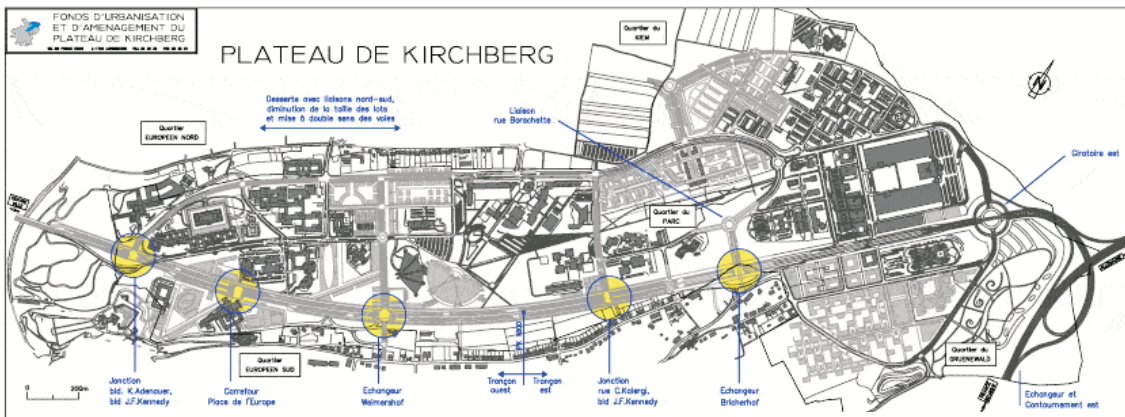 FONDS D'URBANISATION
ET D'AMENAGEMENT DU
PLATEAU DE KIRCHBERG
PLATEAU DE KIRCHBERG
Quartier du
KIEM
N
Desserte avec liaisons nord-sud,
diminution de la taille des lots
et mise à double sens des voies
Liaison
rue Borschette
Quartier
EUROPEEN NORD
Giratoire est
Quartier du
PARC
Quartier
EUROPEEN SUD
Quartier du
GRUENEWALD
0 200m
Jonction
bld. K.Adenauer,
bld J.F.Kennedy
Carrefour
Place de l'Europe
Echangeur
Weimershof
Tronçon
ouest
Tronçon
est
Jonction
rue C.Kalergi,
bld J.F.Kennedy
Echangeur
Bricherhof
Echangeur et
Contournement est